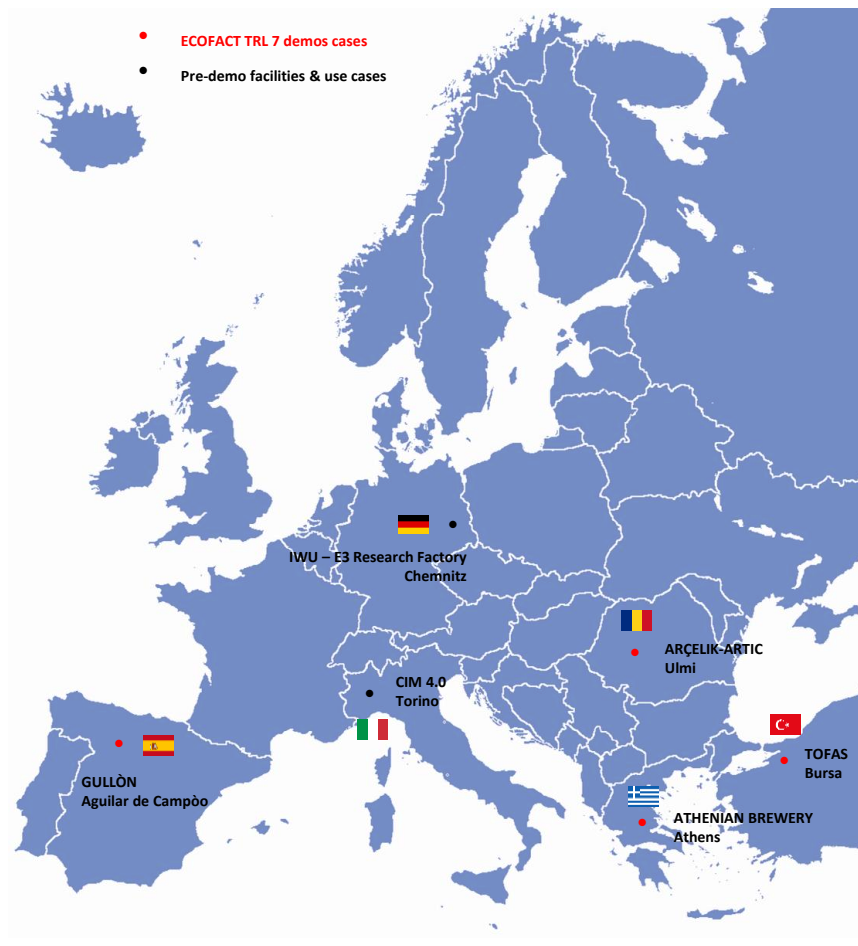 ECOFACT TRL 7 demos cases
Pre-demo facilities & use cases
IWU – E3 Research Factory
Chemnitz
ARÇELIK-ARTIC
Ulmi
CIM 4.0
Torino
GULLÒN
Aguilar de Campòo
TOFAS
Bursa
ATHENIAN BREWERY
Athens